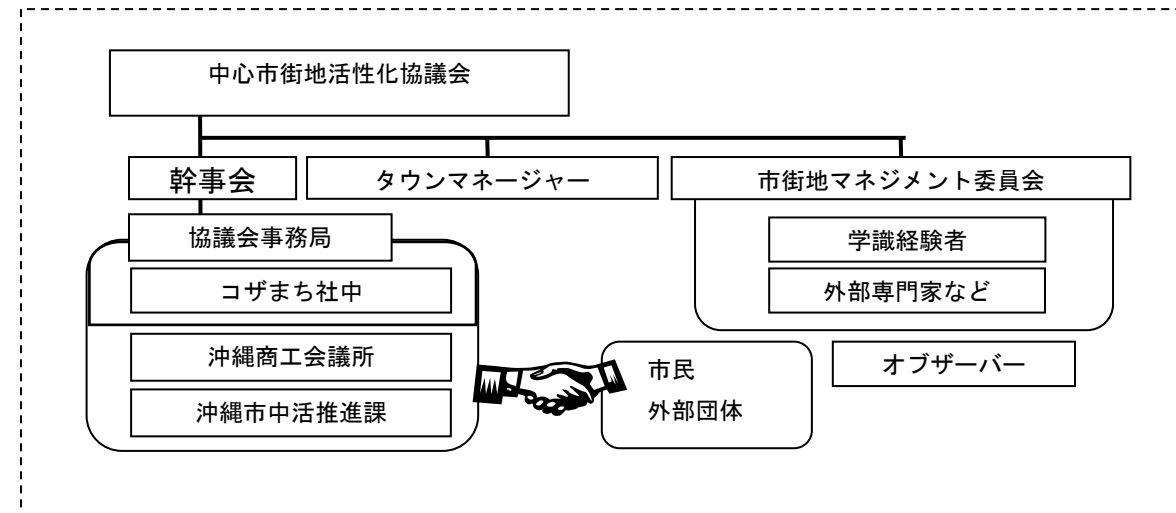 中心市街地活性化協議会
幹事会
タウンマネージャー
市街地マネジメント委員会
協議会事務局
学識経験者
コザまち社中
外部専門家など
沖縄商工会議所
沖縄市中活推進課
市民
外部団体
オブザーバー